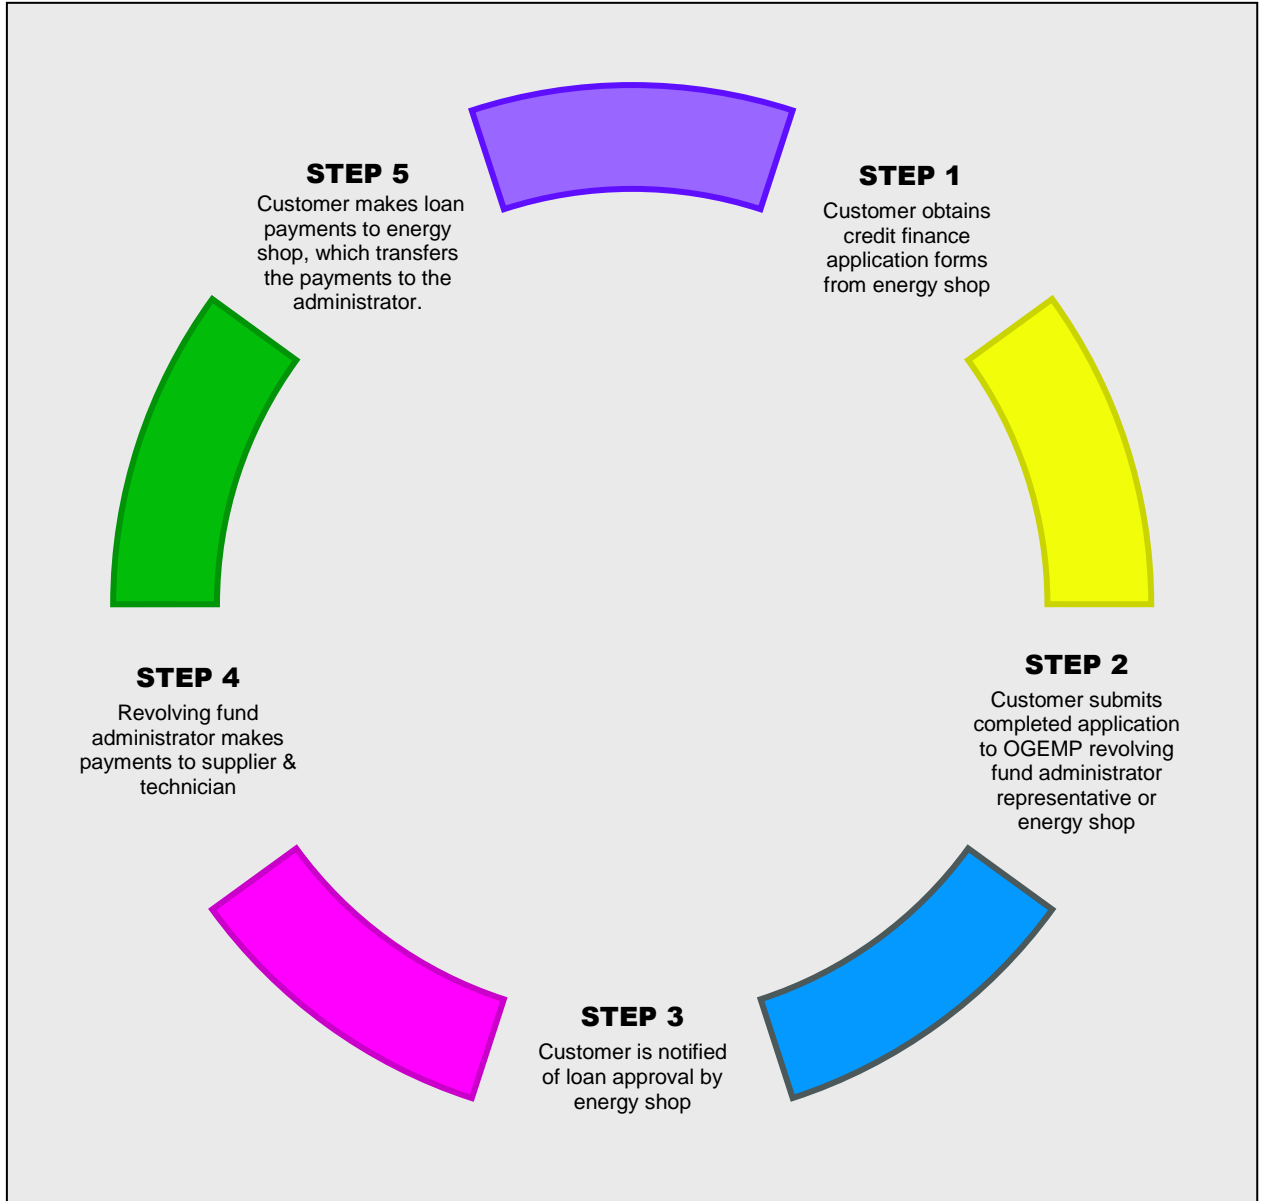 STEP 1
Customer obtains
credit finance
application forms
from energy shop
STEP 2
Customer submits
completed application
to OGEMP revolving
fund administrator
representative or
energy shop
STEP 3
Customer is notified
of loan approval by
energy shop
STEP 4
Revolving fund
administrator makes
payments to supplier &
technician
STEP 5
Customer makes loan
payments to energy
shop, which transfers
the payments to the
administrator.